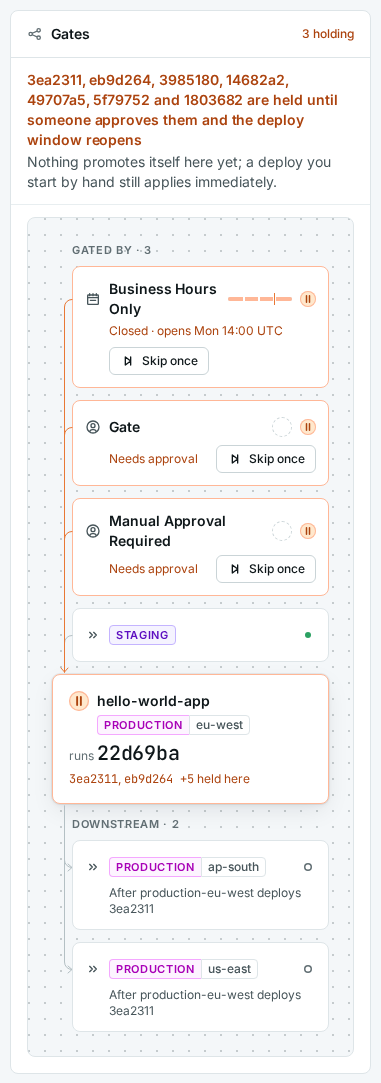 Gates
3 holding
3ea2311, eb9d264, 3985180, 14682a2,
49707a5, 5f79752 and 1803682 are held until
someone approves them and the deploy
window reopens
Nothing promotes itself here yet; a deploy you
start by hand still applies immediately.
GATED BY · 3
Business Hours
Only
Closed · opens Mon 14:00 UTC
Skip once
Gate
Needs approval
Skip once
Manual Approval
Required
Needs approval
Skip once
STAGING
hello-world-app
PRODUCTION eu-west
runs 22d69ba
3ea2311, eb9d264 +5 held here
DOWNSTREAM · 2
PRODUCTION ap-south
After production-eu-west deploys
3ea2311
PRODUCTION us-east
After production-eu-west deploys
3ea2311